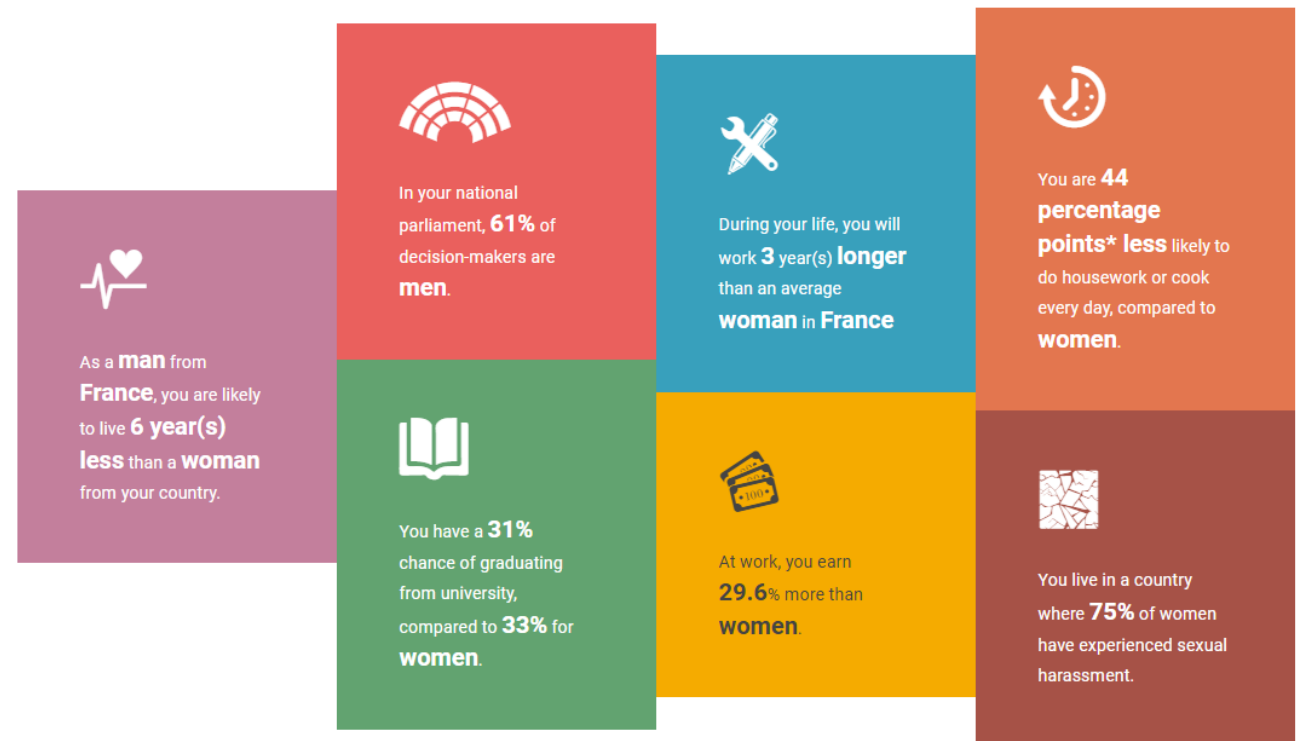 As a man from
France, you are likely
to live 6 year(s)
less than a woman
from your country.
In your national
parliament, 61% of
decision-makers are
men.
You have a 31%
chance of graduating
from university,
compared to 33% for
women.
During your life, you will
work 3 year(s) longer
than an average
woman in France
At work, you earn
29.6% more than
women.
You are 44
percentage
points* less likely to
do housework or cook
every day, compared to
women.
You live in a country
where 75% of women
have experienced sexual
harassment.
100